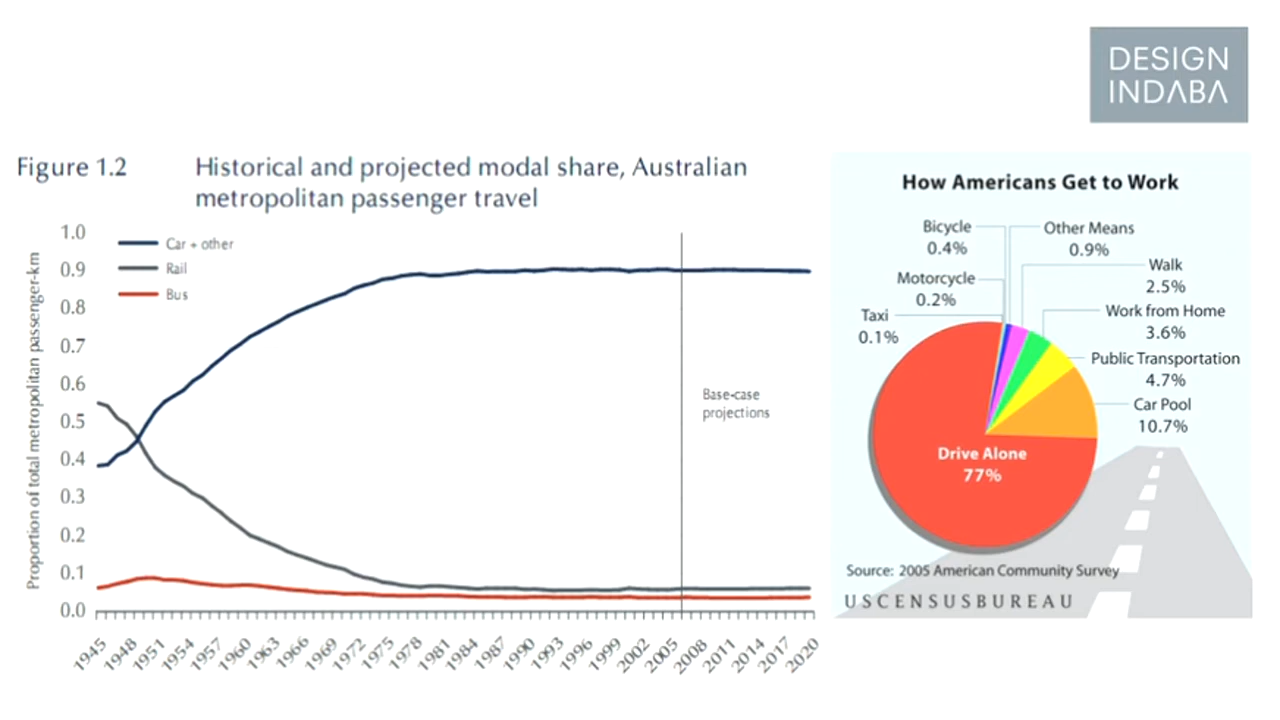 DESIGN
INDΛBΛ
Figure 1.2
Historical and projected modal share, Australian
metropolitan passenger travel
Proportion of total metropolitan passenger-km
1.0
0.9
0.8
0.7
0.6
0.5
0.4
0.3
0.2
0.1
0.0
Car + other
Rail
Bus
Base-case
projections
1945
1948
1951
1954
1957
1960
1963
1966
1969
1972
1975
1978
1981
1984
1987
1990
1993
1996
1999
2002
2005
2008
2011
2014
2017
2020
How Americans Get to Work
Bicycle
0.4%
Other Means
0.9%
Motorcycle
0.2%
Walk
2.5%
Taxi
0.1%
Work from Home
3.6%
Public Transportation
4.7%
Car Pool
10.7%
Drive Alone
77%
Source: 2005 American Community Survey
USCENSUSBUREAU